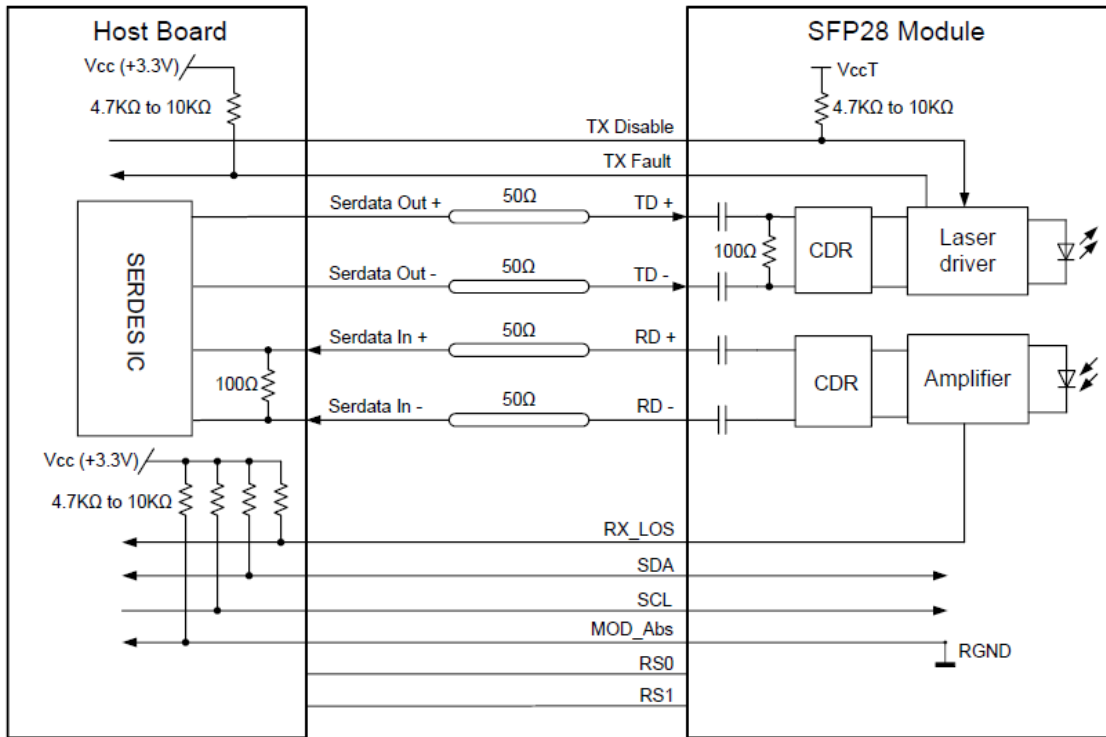 Host Board
SFP28 Module
Vcc (+3.3V)
4.7KΩ to 10KΩ
VccT
4.7KΩ to 10KΩ
TX Disable
TX Fault
Serdata Out +
50Ω
TD +
SERDES IC
100Ω
CDR
Laser
driver
Serdata Out -
50Ω
TD -
Serdata In +
50Ω
RD +
100Ω
CDR
Amplifier
Serdata In -
50Ω
RD -
Vcc (+3.3V)
4.7KΩ to 10KΩ
RX_LOS
SDA
SCL
MOD_Abs
RGND
RS0
RS1